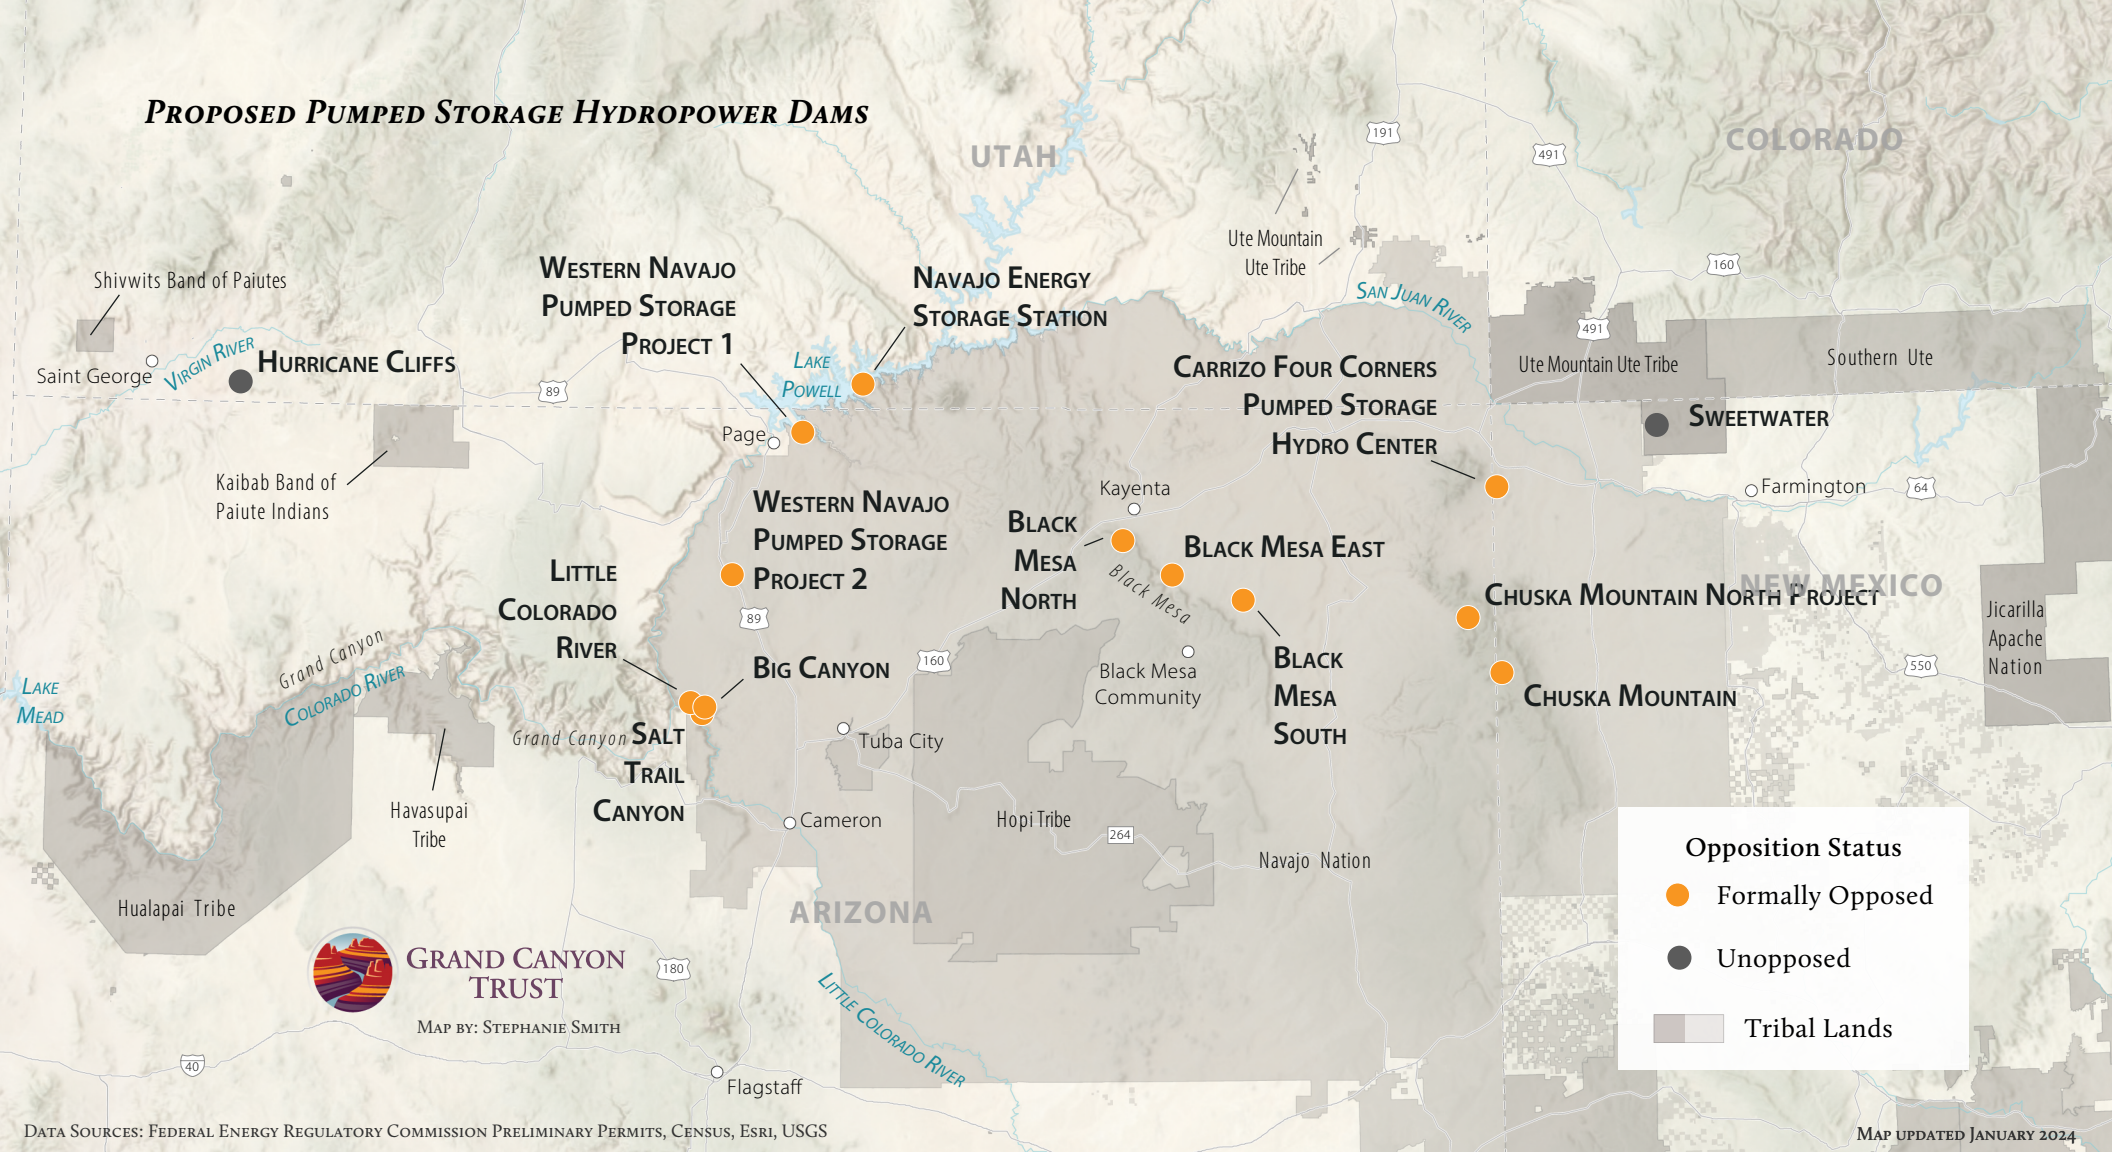 Proposed Pumped Storage Hydropower Dams
UTAH
COLORADO
191
491
160
491
Ute Mountain
Ute Tribe
San Juan River
Ute Mountain Ute Tribe
Southern Ute
Shivwits Band of Paiutes
Saint George
Virgin River
Hurricane Cliffs
89
Kaibab Band of
Paiute Indians
Western Navajo
Pumped Storage
Project 1
Navajo Energy
Storage Station
Lake
Powell
Page
Carrizo Four Corners
Pumped Storage
Hydro Center
Sweetwater
Farmington
64
Western Navajo
Pumped Storage
Project 2
89
Kayenta
Black
Mesa
North
Black Mesa East
Black Mesa
Black
Mesa
South
Black Mesa
Community
Chuska Mountain North Project
NEW MEXICO
Chuska Mountain
Jicarilla
Apache
Nation
550
Little
Colorado
River
Big Canyon
160
Salt
Trail
Canyon
Grand Canyon
Colorado River
Grand Canyon
Lake
Mead
Havasupai
Tribe
Hualapai Tribe
Tuba City
Cameron
Hopi Tribe
264
Navajo Nation
ARIZONA
Little Colorado River
180
40
Flagstaff
GRAND CANYON
TRUST
Map by: Stephanie Smith
Opposition Status
Formally Opposed
Unopposed
Tribal Lands
Data Sources: Federal Energy Regulatory Commission Preliminary Permits, Census, Esri, USGS
Map updated January 2024